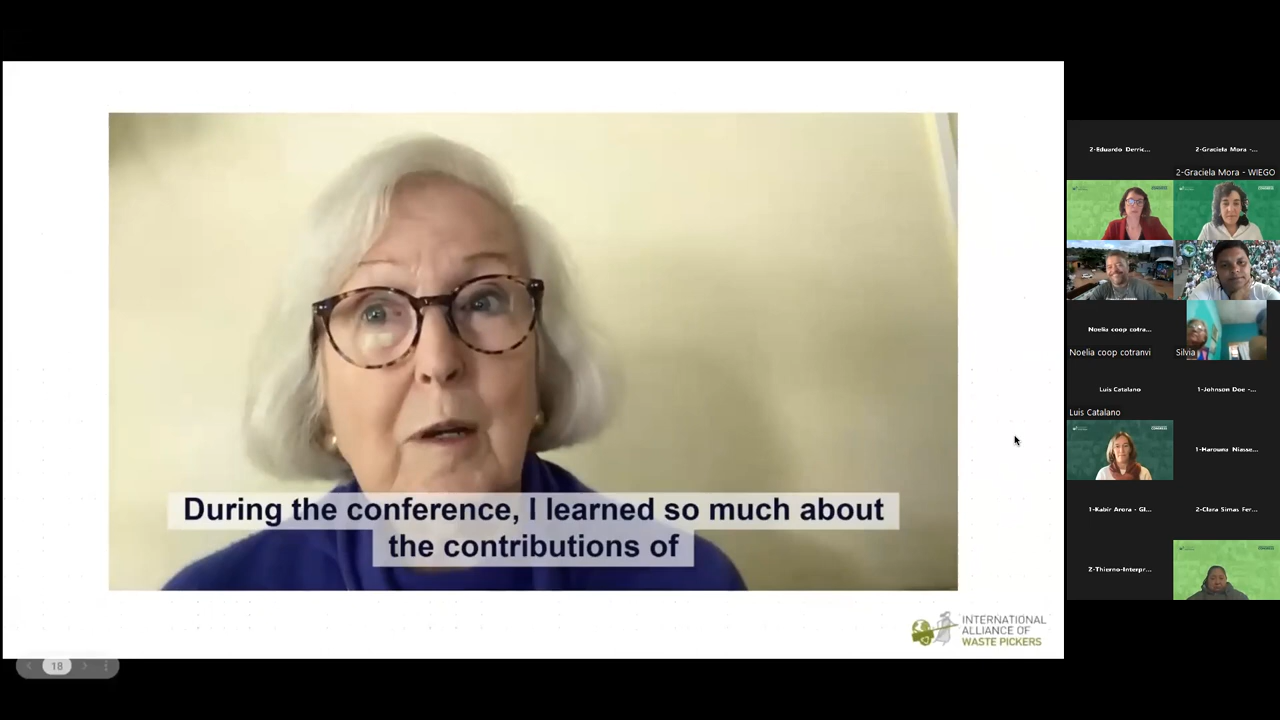 During the conference, I learned so much about
the contributions of
INTERNATIONAL
ALLIANCE OF
WASTE PICKERS
18
2-Eduardo Derric...
2-Graciela Mora -...
2-Graciela Mora - WIEGO
Noelia coop cotra...
Noelia coop cotranvi
Silvia
Luis Catalano
1-Johnson Doe -...
Luis Catalano
1-Harouna Niasse...
1-Kabir Arora - Gl...
2-Clara Simas Fer...
2-Thierno-Interpr...